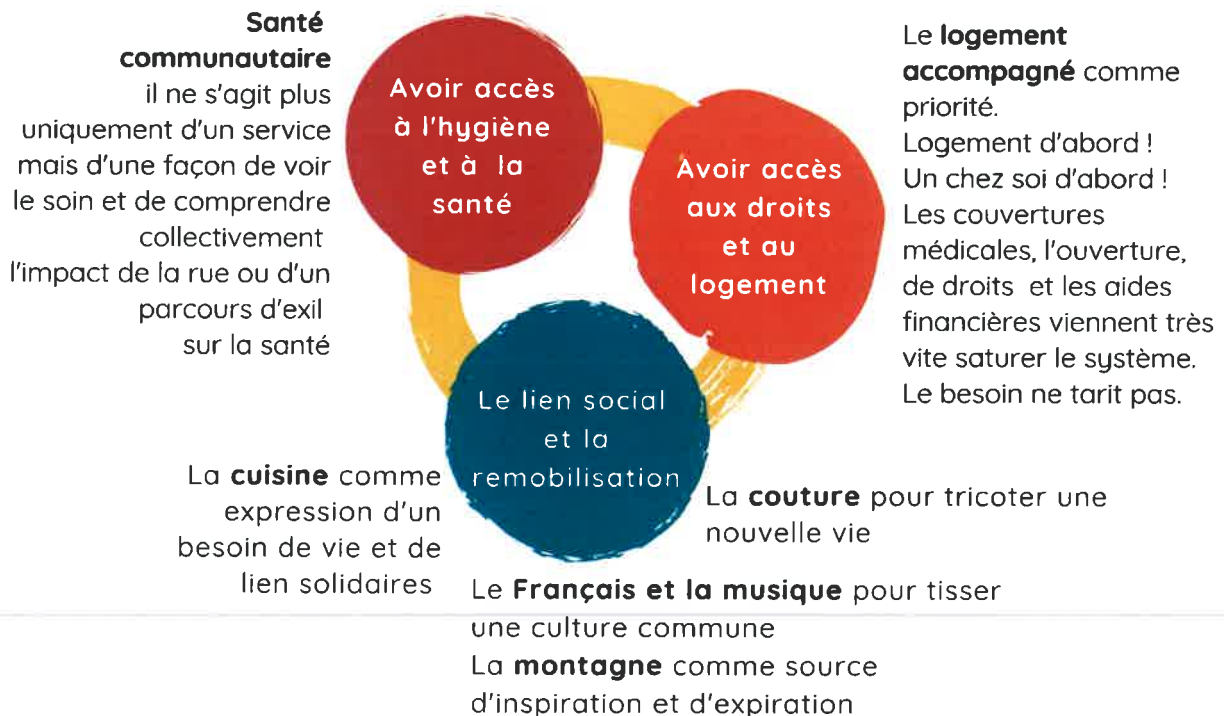 Santé
communautaire
il ne s'agit plus
uniquement d'un service
mais d'une façon de voir
le soin et de comprendre
collectivement
l'impact de la rue ou d'un
parcours d'exil
sur la santé
Avoir accès
à l'hygiène
et à la
santé
Avoir accès
aux droits
et au
logement
Le logement
accompagné comme
priorité.
Logement d'abord !
Un chez soi d'abord !
Les couvertures
médicales, l'ouverture,
de droits et les aides
financières viennent très
vite saturer le système.
Le besoin ne tarit pas.
Le lien social
et la
remobilisation
La cuisine comme
expression d'un
besoin de vie et de
lien solidaires
La couture pour tricoter une
nouvelle vie
Le Français et la musique pour tisser
une culture commune
La montagne comme source
d'inspiration et d'expiration